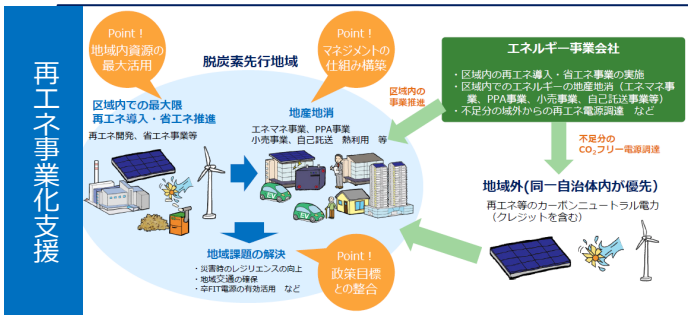 再エネ事業化支援
Point！
地域内資源の
最大活用
脱炭素先行地域
Point！
マネジメントの
仕組み構築
区域内での最大限
再エネ導入・省エネ推進
再エネ開発、省エネ事業等
地産地消
エネマネ事業、PPA事業
小売事業、自己託送　熱利用　等
区域内の
事業推進
エネルギー事業会社
・区域内の再エネ導入・省エネ事業の実施
・区域内でのエネルギーの地産地消（エネマネ事
業、PPA事業、小売事業、自己託送事業等）
・不足分の域外からの再エネ電源調達　など
不足分の
CO₂フリー電源調達
地域外(同一自治体内が優先)
再エネ等のカーボンニュートラル電力
（クレジットを含む）
EV
EV
地域課題の解決
・災害時のレジリエンスの向上
・地域交通の確保
・卒FIT電源の有効活用　など
Point！
政策目標
との整合